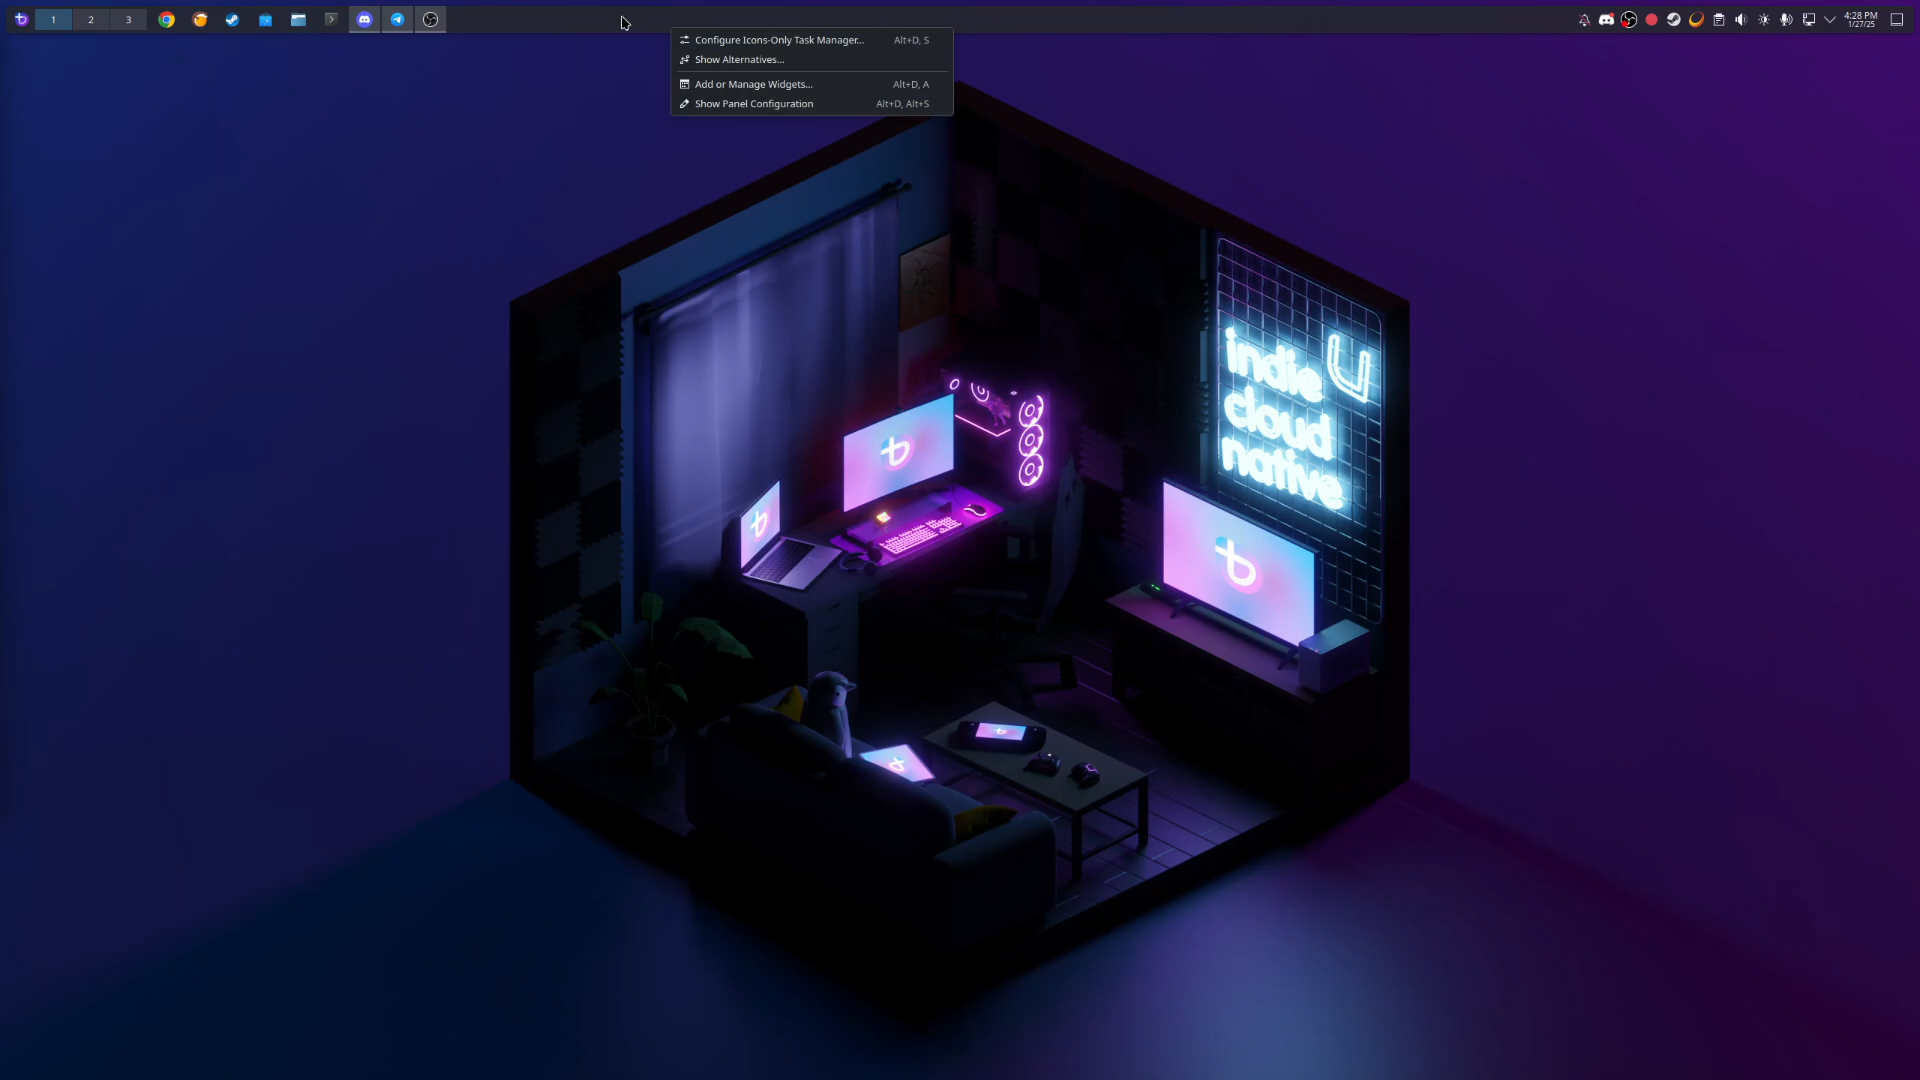 1 2 3
4:28 PM
1/27/25
Configure Icons-Only Task Manager... Alt+D, S
Show Alternatives...
Add or Manage Widgets... Alt+D, A
Show Panel Configuration Alt+D, Alt+S
indie
cloud
native